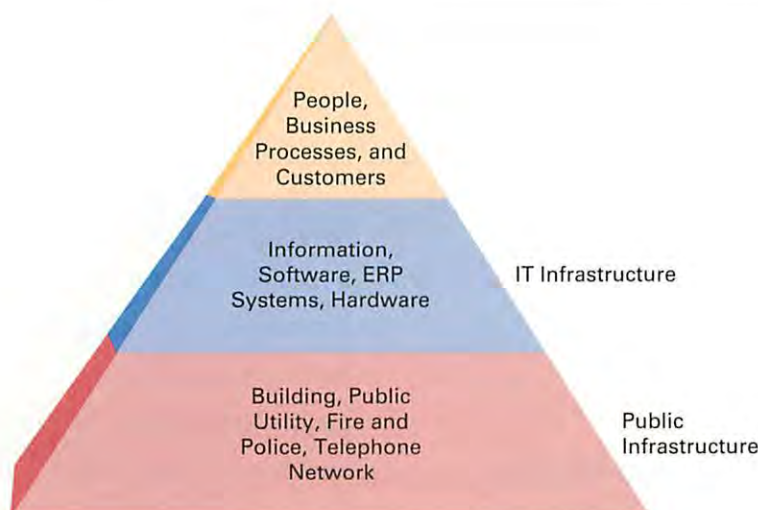 People,
Business
Processes, and
Customers
Information,
Software, ERP
Systems, Hardware
IT Infrastructure
Building, Public
Utility, Fire and
Police, Telephone
Network
Public
Infrastructure